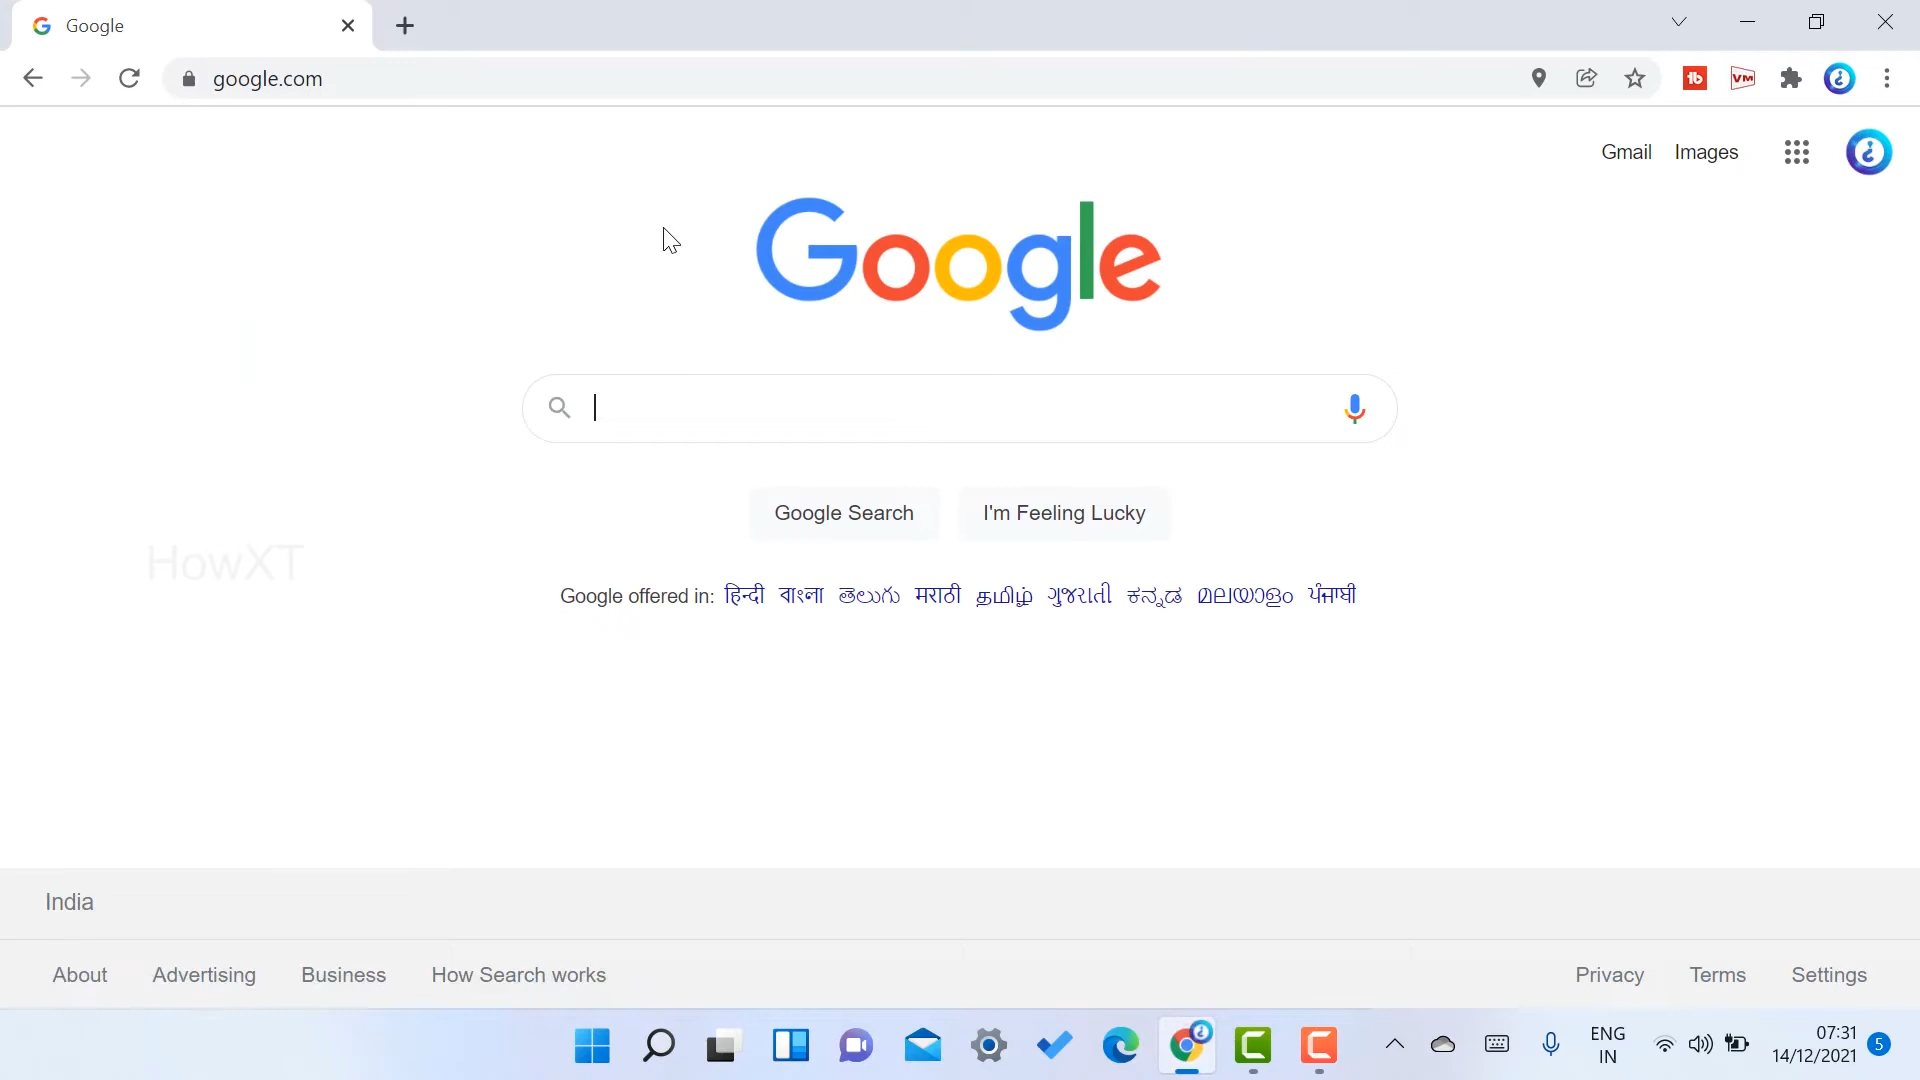 Google
google.com
Gmail Images
Google
Google Search I'm Feeling Lucky
HowXT
Google offered in: हिन्दी বাংলা తెలుగు मराठी தமிழ் ગુજરાતી ಕನ್ನಡ മലയാളം ਪੰਜਾਬੀ
India
About Advertising Business How Search works Privacy Terms Settings
ENG
IN
07:31
14/12/2021
5